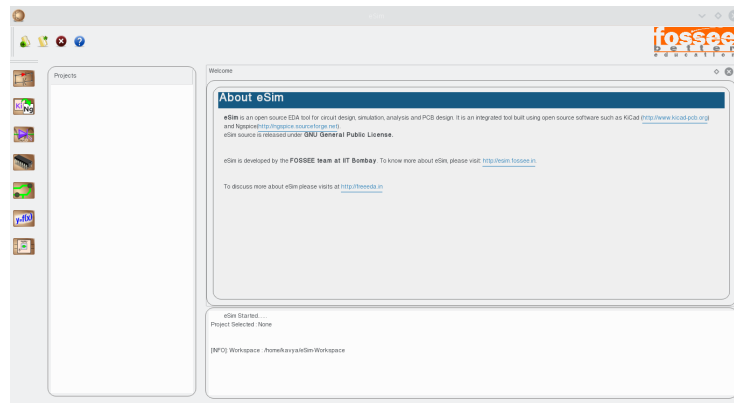 eSim
fossee
better
education
Projects
Welcome
About eSim
eSim is an open source EDA tool for circuit design, simulation, analysis and PCB design. It is an integrated tool built using open source software such as KiCad (http://www.kicad-pcb.org)
and Ngspice(http://ngspice.sourceforge.net).
eSim source is released under GNU General Public License.
eSim is developed by the FOSSEE team at IIT Bombay. To know more about eSim, please visit: http://esim.fossee.in.
To discuss more about eSim please visits at http://freeeda.in
Ki Ng
y=f(x)
eSim Started......
Project Selected : None
[INFO] Workspace : /home/kavya/eSim-Workspace